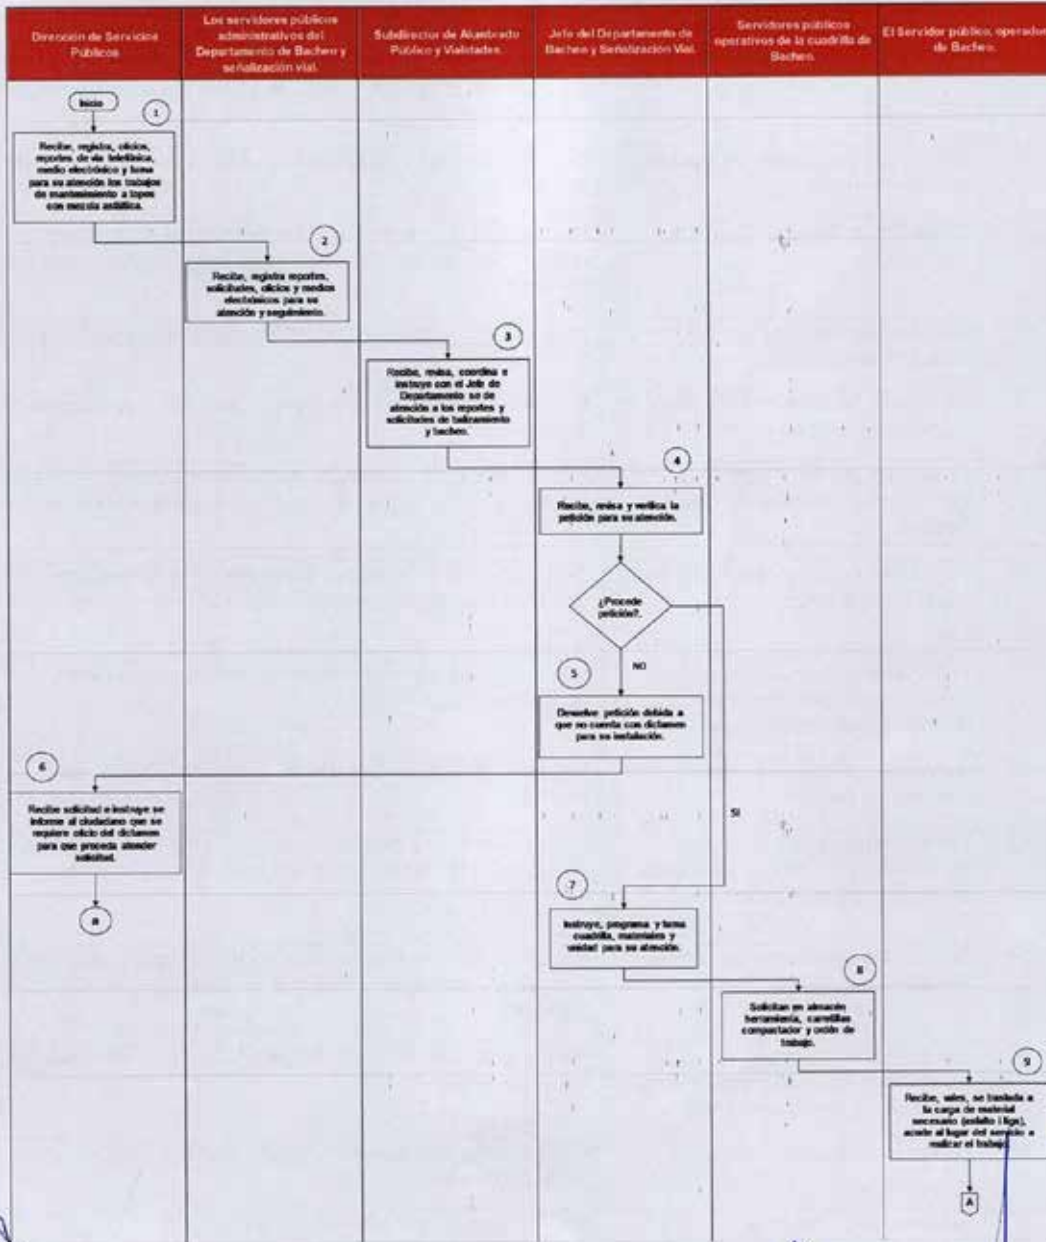 Dirección de Servicios
Públicos
Los servidores públicos
administrativos del
Departamento de Bacheo y
señalización vial.
Subdirector de Alumbrado
Público y Vialidades.
Jefe del Departamento de
Bacheo y Señalización Vial.
Servidores públicos
operativos de la cuadrilla de
Bacheo.
El Servidor público, operador
de Bacheo.
Inicio
1
Recibe, registra, oficios,
reportes de vía telefónica,
medio electrónico y turna
para su atención los trabajos
de mantenimiento a topes
con mezcla asfáltica.
2
Recibe, registra reportes,
solicitudes, oficios y medios
electrónicos para su
atención y seguimiento.
3
Recibe, revisa, coordina e
instruye con el Jefe de
Departamento se de
atención a los reportes y
solicitudes de balizamiento
y bacheo.
4
Recibe, revisa y verifica la
petición para su atención.
¿Procede
petición?.
NO
5
Devuelve petición debida a
que no cuenta con dictamen
para su instalación.
6
Recibe solicitud e instruye se
informe al ciudadano que se
requiere oficio del dictamen
para que proceda atender
solicitud.
a
SI
7
Instruye, programa y turna
cuadrilla, materiales y
unidad para su atención.
8
Solicitan en almacén
herramienta, carretillas
compactador y orden de
trabajo.
9
Recibe, vales, se traslada a
la carga de material
necesario (asfalto liga),
acude al lugar del servicio a
realizar el trabajo.
A